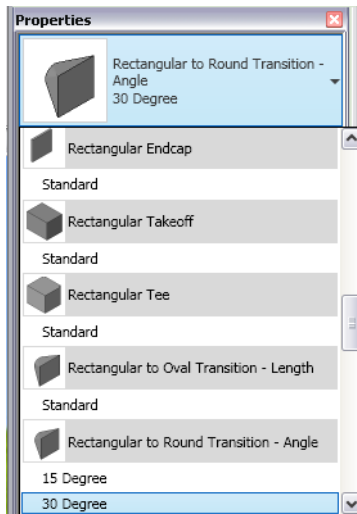 Properties
Rectangular to Round Transition -
Angle
30 Degree
Rectangular Endcap
Standard
Rectangular Takeoff
Standard
Rectangular Tee
Standard
Rectangular to Oval Transition - Length
Standard
Rectangular to Round Transition - Angle
15 Degree
30 Degree